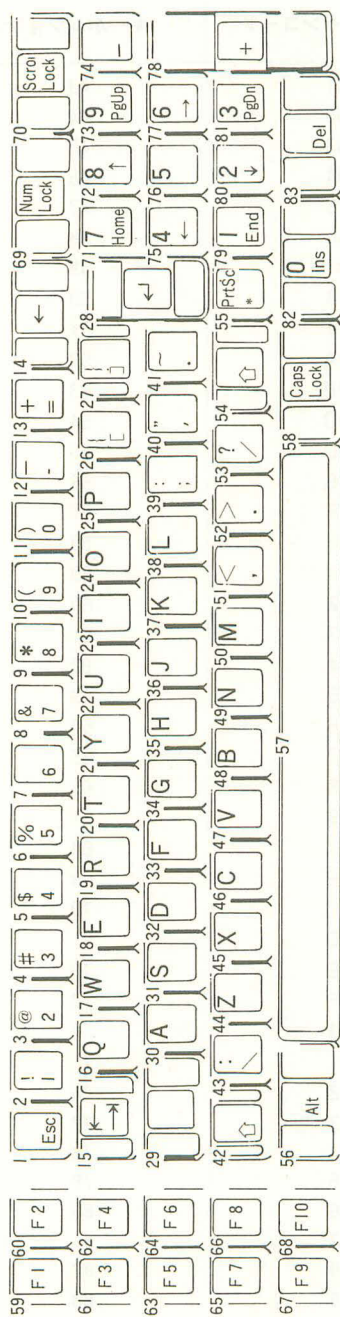 59 60 1 2 3 4 5 6 7 8 9 10 11 12 13 14 69 70
! @ # $ % & * ( ) - + ← Num Scroll
F1 F2 Esc 1 2 3 4 5 6 7 8 9 0 - = Lock Lock
61 62 15 16 17 18 19 20 21 22 23 24 25 26 27 28 71 72 73 74
F3 F4 Q W E R T Y U I O P { } 7 8 9 -
[ ] Home ↑ PgUp
63 64 29 30 31 32 33 34 35 36 37 38 39 40 41 75 76 77 78
F5 F6 A S D F G H J K L : " ~ ↵ 4 5 6
; ' . ← →
65 66 42 43 44 45 46 47 48 49 50 51 52 53 54 55 79 80 81
F7 F8 ⇧ : Z X C V B N M < > ? ⇧ PrtSc 1 2 3 +
\ , . / * End ↓ PgDn
67 68 56 57 58 82 83
F9 F10 Alt Caps 0
Lock Ins Del